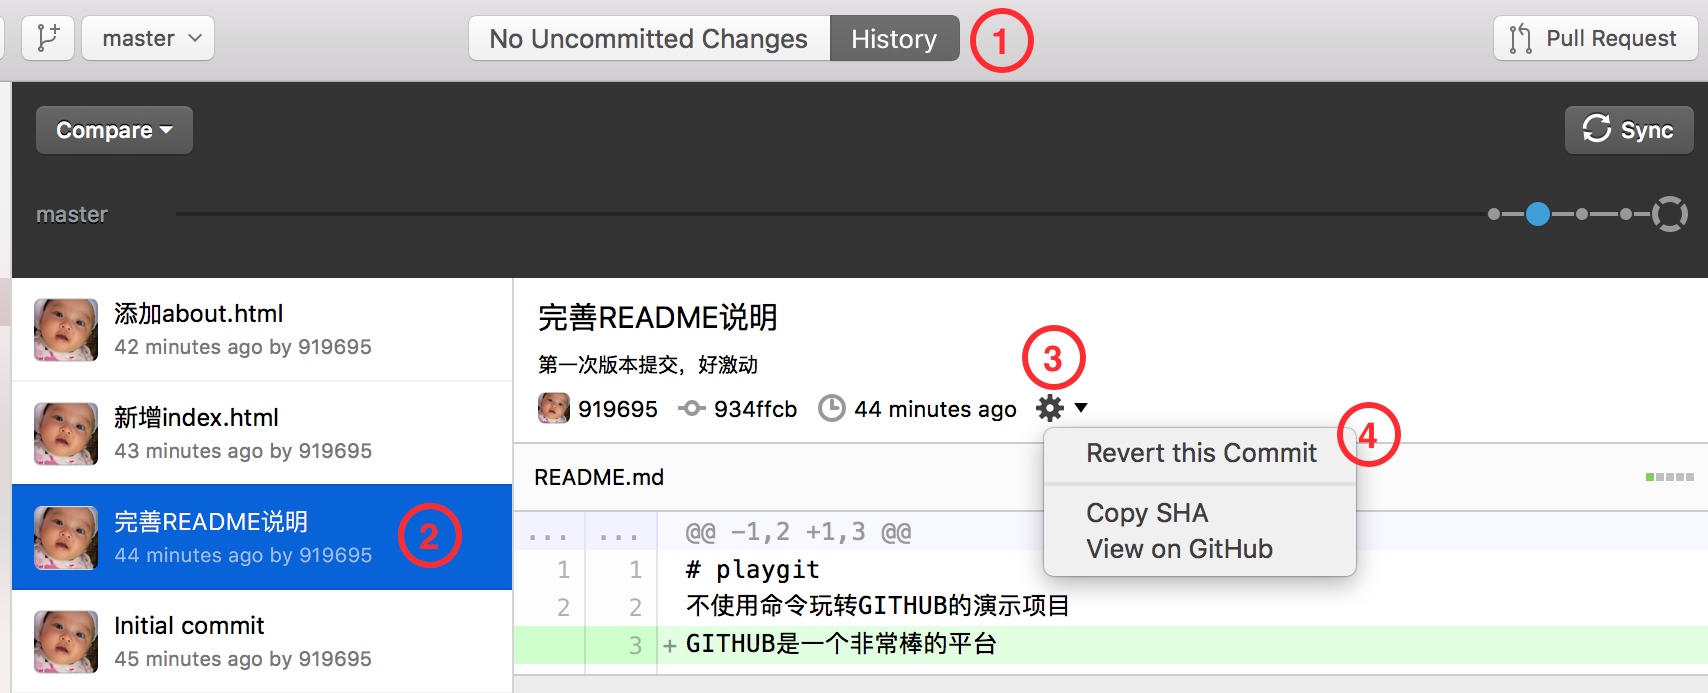 master
No Uncommitted Changes
History
1
Pull Request
Compare
Sync
master
添加about.html
42 minutes ago by 919695
新增index.html
43 minutes ago by 919695
完善README说明
44 minutes ago by 919695
2
Initial commit
45 minutes ago by 919695
完善README说明
第一次版本提交，好激动
3
919695 934ffcb 44 minutes ago
4
Revert this Commit
Copy SHA
View on GitHub
README.md
... ... @@ -1,2 +1,3 @@
1 1 # playgit
2 2 不使用命令玩转GITHUB的演示项目
3 + GITHUB是一个非常棒的平台